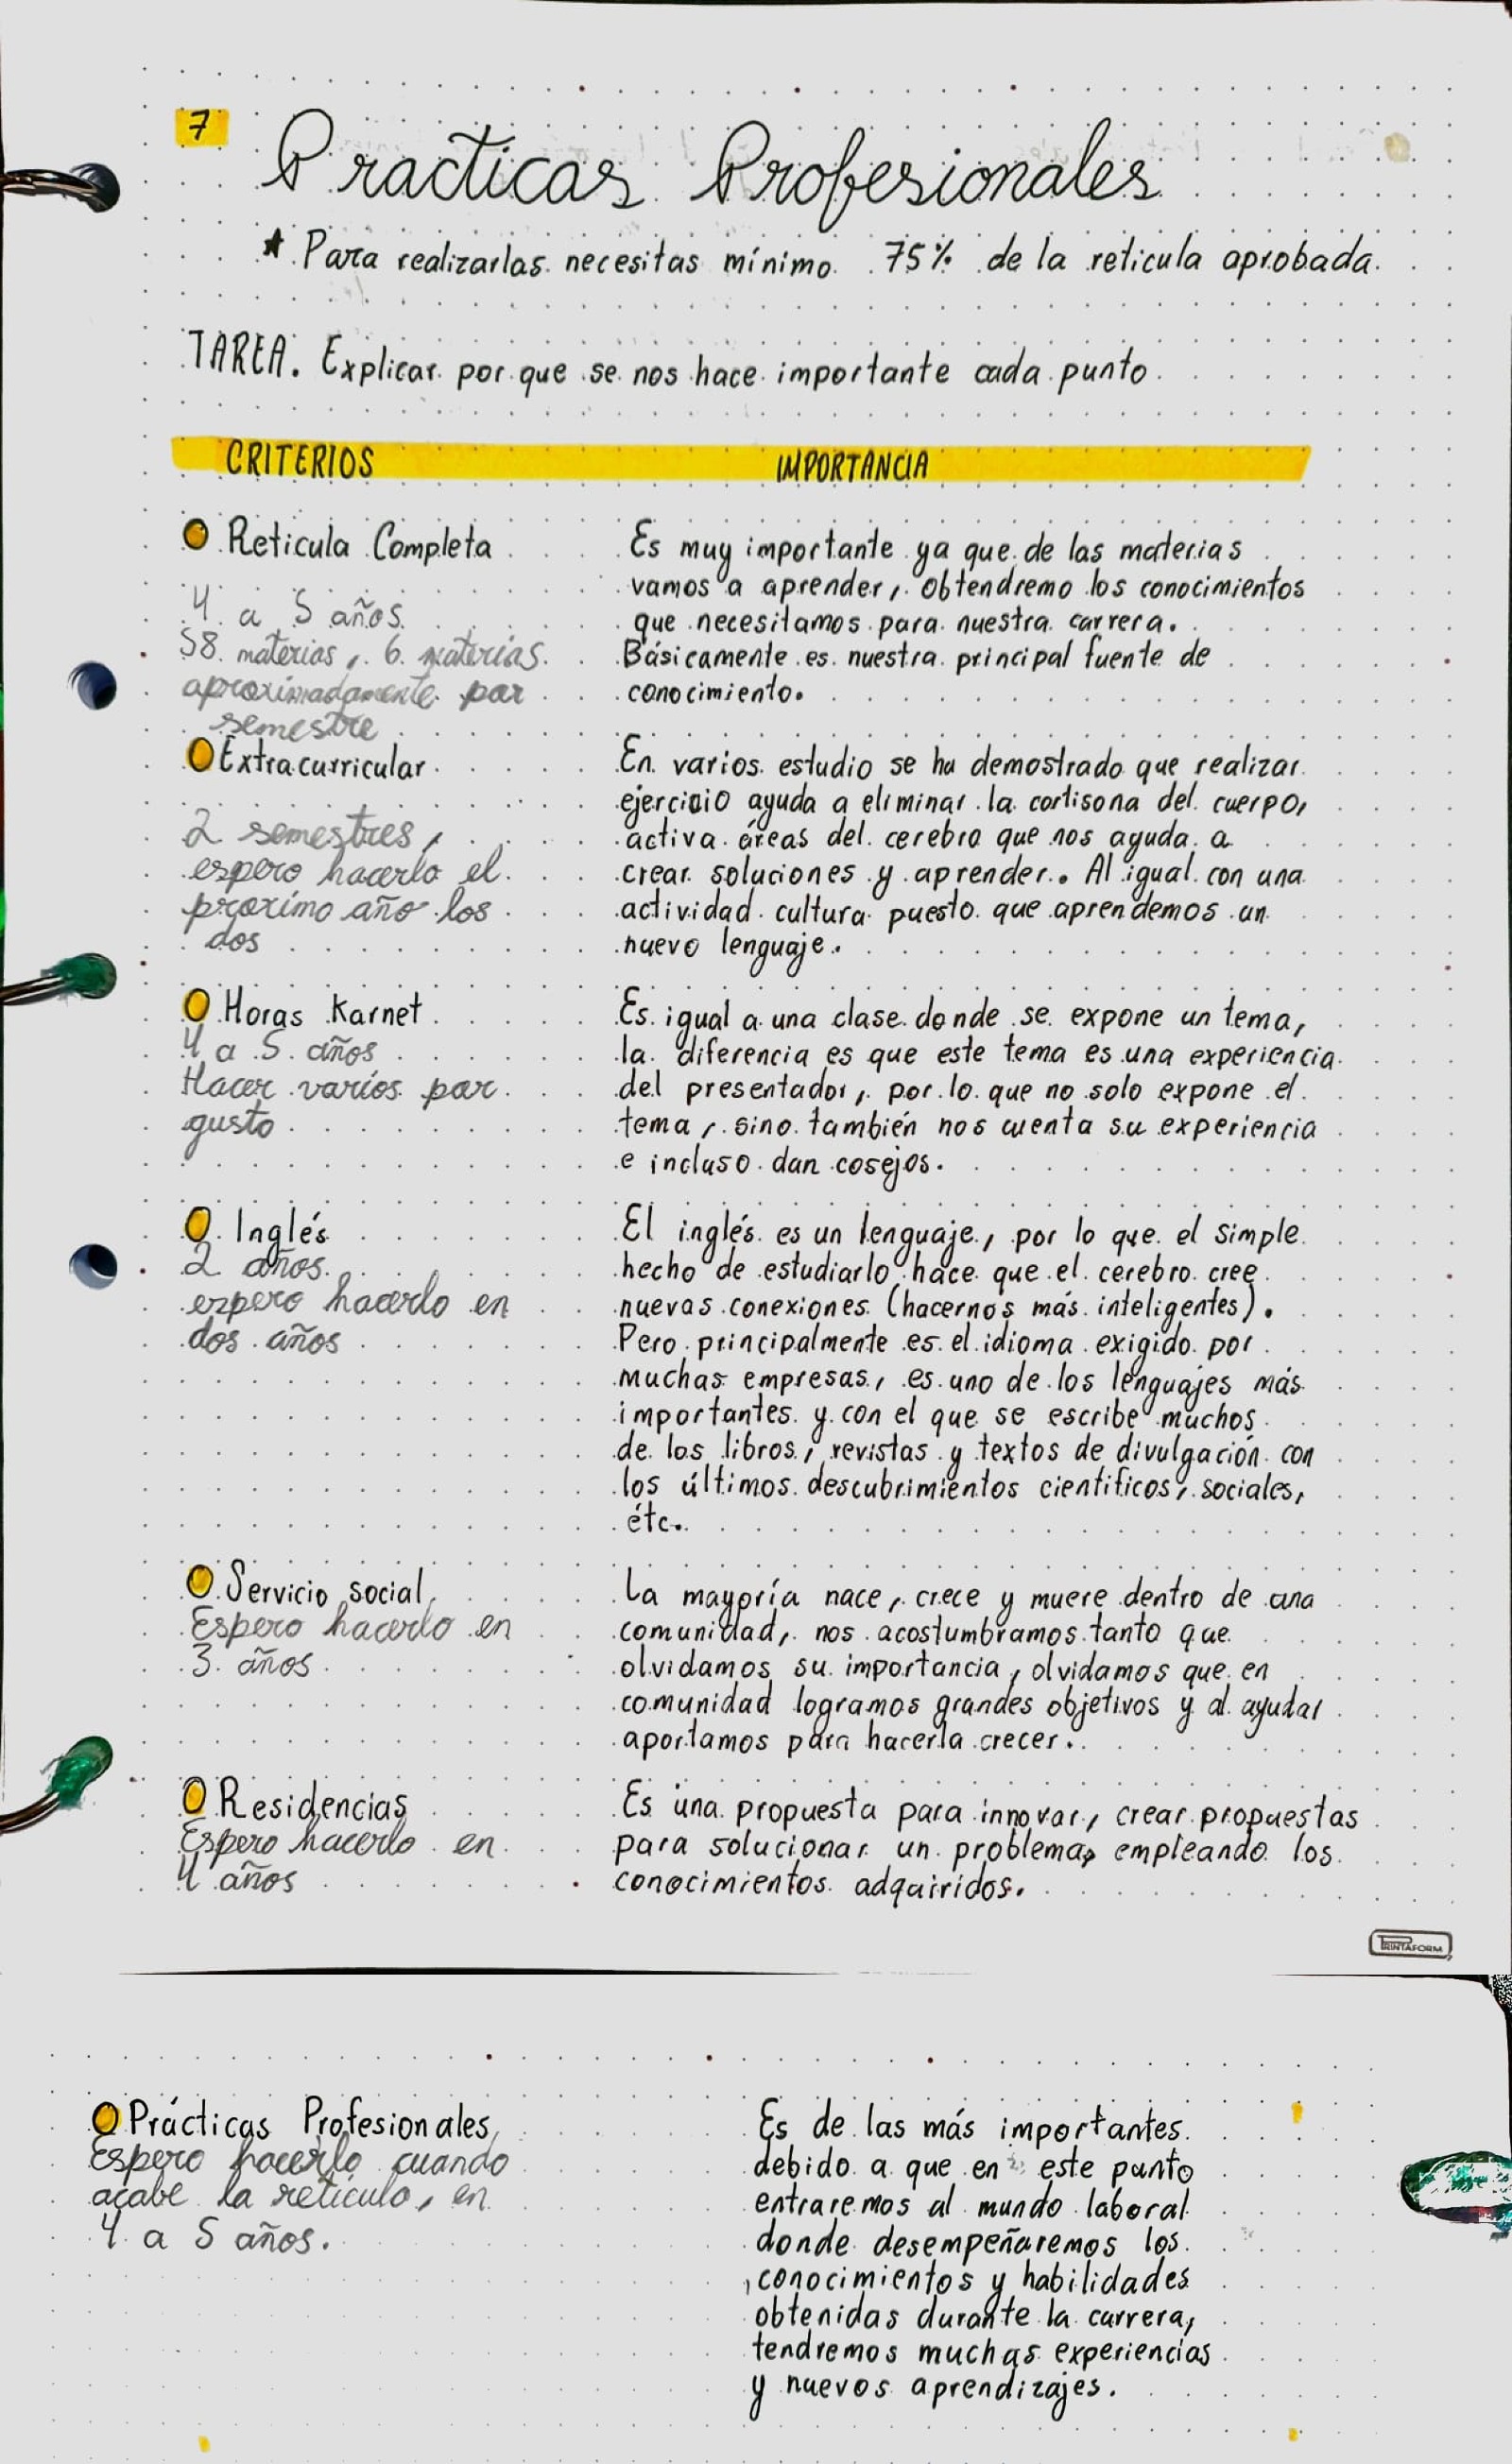 7
Practicas Profesionales
★ Para realizarlas necesitas mínimo 75% de la reticula aprobada.
TAREA. Explicar por que se nos hace importante cada punto
CRITERIOS IMPORTANCIA
Reticula Completa
4 a 5 años
58 materias, 6 materias
aproximadamente por
semestre
Es muy importante ya que de las materias
vamos a aprender, obtendremo los conocimientos
que necesitamos para nuestra carrera.
Básicamente es nuestra principal fuente de
conocimiento.
Extracurricular
2 semestres,
espero hacerlo el
proximo año los
dos
En varios estudio se ha demostrado que realizar
ejercicio ayuda a eliminar la cortisona del cuerpo,
activa áreas del cerebro que nos ayuda a
crear soluciones y aprender. Al igual con una
actividad cultura puesto que aprendemos un
nuevo lenguaje.
Horas Karnet
4 a 5 años
Hacer varios por
gusto
Es igual a una clase donde se expone un tema,
la diferencia es que este tema es una experiencia
del presentador, por lo que no solo expone el
tema, sino también nos cuenta su experiencia
e incluso dan cosejos.
Inglés
2 años
espero hacerlo en
dos años
El inglés es un lenguaje, por lo que el simple
hecho de estudiarlo hace que el cerebro cree
nuevas conexiones (hacernos más inteligentes).
Pero principalmente es el idioma exigido por
muchas empresas, es uno de los lenguajes más
importantes y con el que se escribe muchos
de los libros, revistas y textos de divulgación con
los últimos descubrimientos cientificos, sociales,
étc.
Servicio social
Espero hacerlo en
3 años
La mayoría nace, crece y muere dentro de una
comunidad, nos acostumbramos tanto que
olvidamos su importancia, olvidamos que en
comunidad logramos grandes objetivos y al ayudar
aportamos para hacerla crecer.
Residencias
Espero hacerlo en
4 años
Es una propuesta para innovar, crear propuestas
para solucionar un problema, empleando los
conocimientos adquiridos.
PRINTAFORM
Prácticas Profesionales
Espero hacerlo cuando
acabe la reticulo, en
4 a 5 años.
Es de las más importantes
debido a que en este punto
entraremos al mundo laboral
donde desempeñaremos los
conocimientos y habilidades
obtenidas durante la carrera,
tendremos muchas experiencias
y nuevos aprendizajes.